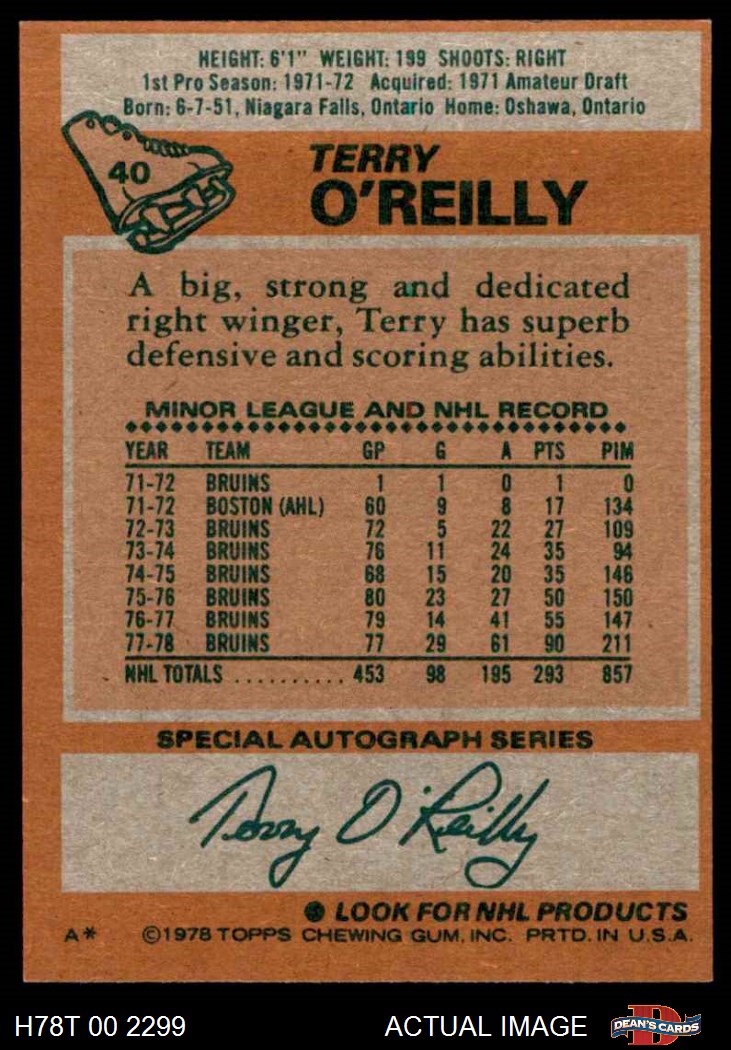 HEIGHT: 6'1" WEIGHT: 199 SHOOTS: RIGHT
1st Pro Season: 1971-72 Acquired: 1971 Amateur Draft
Born: 6-7-51, Niagara Falls, Ontario Home: Oshawa, Ontario
40
TERRY
O'REILLY
A big, strong and dedicated
right winger, Terry has superb
defensive and scoring abilities.
MINOR LEAGUE AND NHL RECORD
YEAR TEAM GP G A PTS PIM
71-72 BRUINS 1 1 0 1 0
71-72 BOSTON (AHL) 60 9 8 17 134
72-73 BRUINS 72 5 22 27 109
73-74 BRUINS 76 11 24 35 94
74-75 BRUINS 68 15 20 35 146
75-76 BRUINS 80 23 27 50 150
76-77 BRUINS 79 14 41 55 147
77-78 BRUINS 77 29 61 90 211
NHL TOTALS .......... 453 98 195 293 857
SPECIAL AUTOGRAPH SERIES
Terry O'Reilly
LOOK FOR NHL PRODUCTS
A* ©1978 TOPPS CHEWING GUM, INC. PRTD. IN U.S.A.
H78T 00 2299 ACTUAL IMAGE DEAN'S CARDS